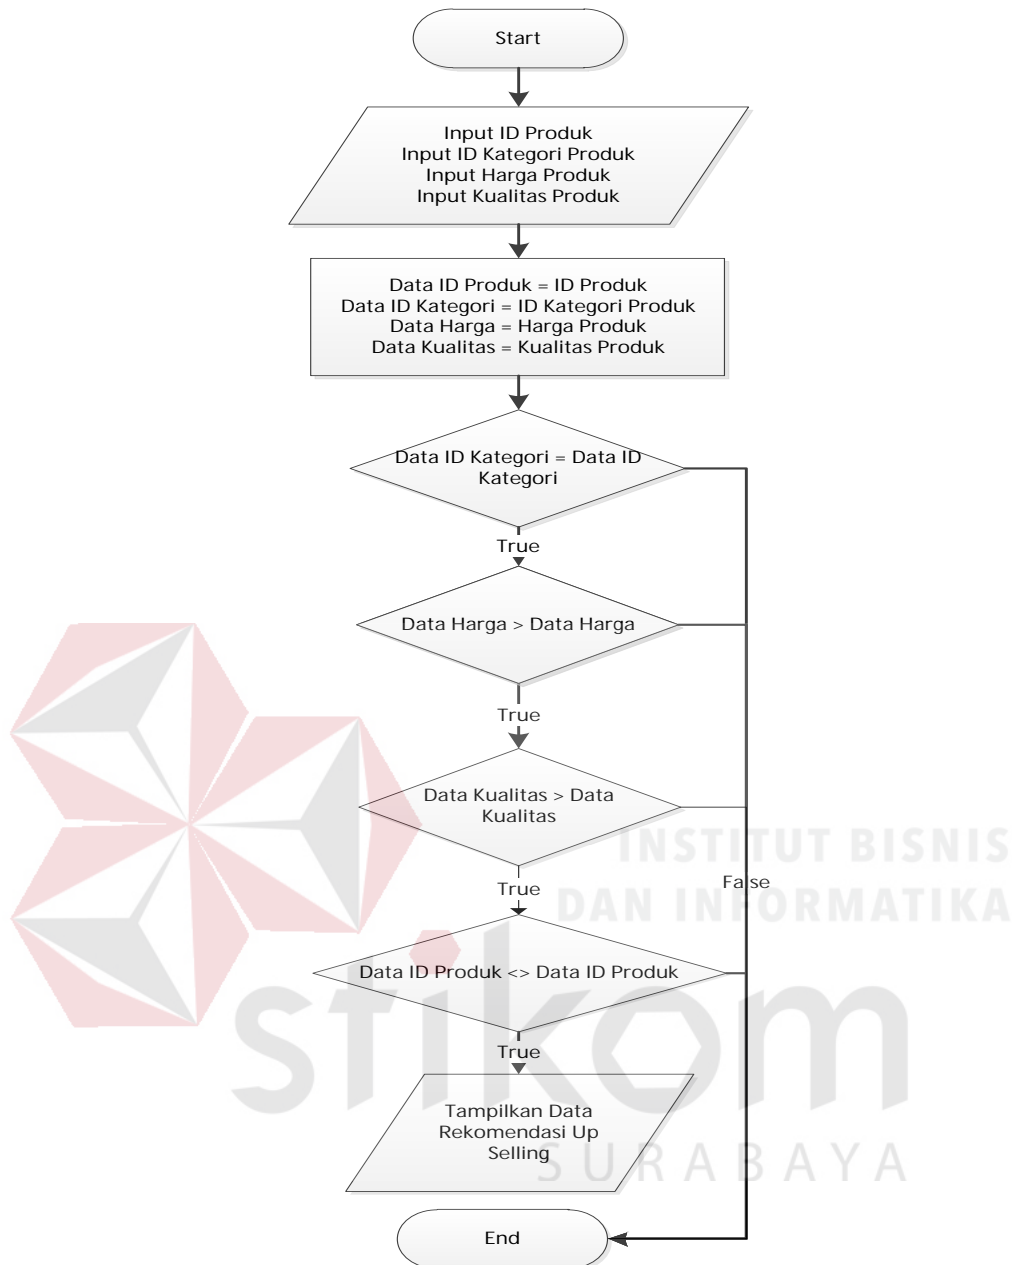 Start
Input ID Produk
Input ID Kategori Produk
Input Harga Produk
Input Kualitas Produk
Data ID Produk = ID Produk
Data ID Kategori = ID Kategori Produk
Data Harga = Harga Produk
Data Kualitas = Kualitas Produk
Data ID Kategori = Data ID
Kategori
True
Data Harga > Data Harga
True
Data Kualitas > Data
Kualitas
INSTITUT BISNIS
True
False
DAN INFORMATIKA
Data ID Produk <> Data ID Produk
stikom
True
Tampilkan Data
Rekomendasi Up
Selling
SURABAYA
End